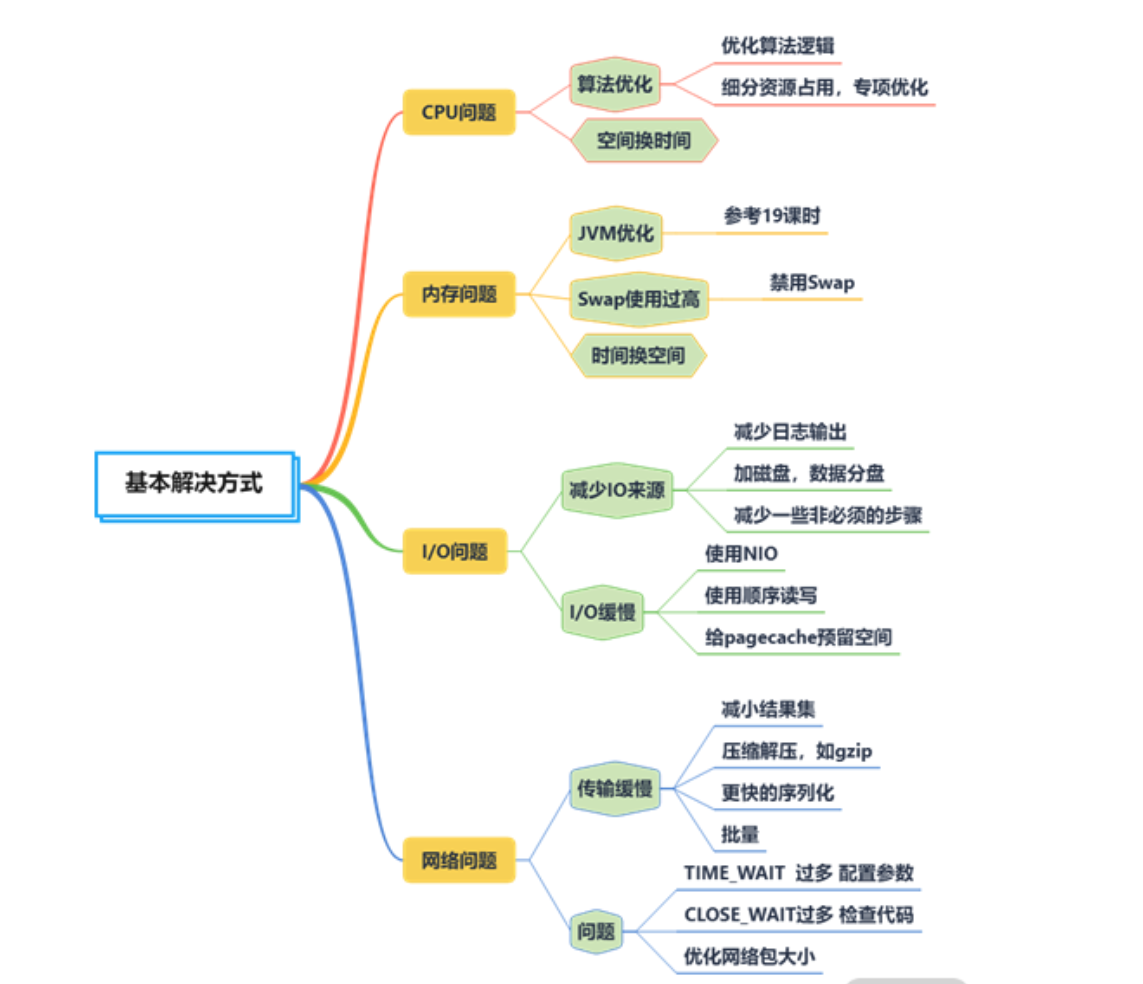 基本解决方式
CPU问题
算法优化
优化算法逻辑
细分资源占用，专项优化
空间换时间
内存问题
JVM优化
参考19课时
Swap使用过高
禁用Swap
时间换空间
I/O问题
减少IO来源
减少日志输出
加磁盘，数据分盘
减少一些非必须的步骤
I/O缓慢
使用NIO
使用顺序读写
给pagecache预留空间
网络问题
传输缓慢
减小结果集
压缩解压，如gzip
更快的序列化
批量
问题
TIME_WAIT 过多 配置参数
CLOSE_WAIT过多 检查代码
优化网络包大小